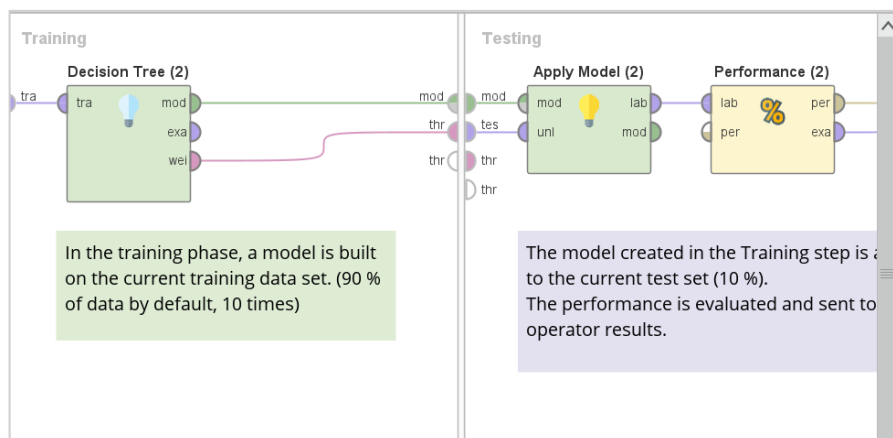 Training
Testing
Decision Tree (2)
tra
tra
mod
exa
wei
mod
thr
thr
mod
tes
thr
thr
Apply Model (2)
mod
unl
lab
mod
Performance (2)
lab
per
per
exa
In the training phase, a model is built
on the current training data set. (90 %
of data by default, 10 times)
The model created in the Training step is
to the current test set (10 %).
The performance is evaluated and sent to
operator results.